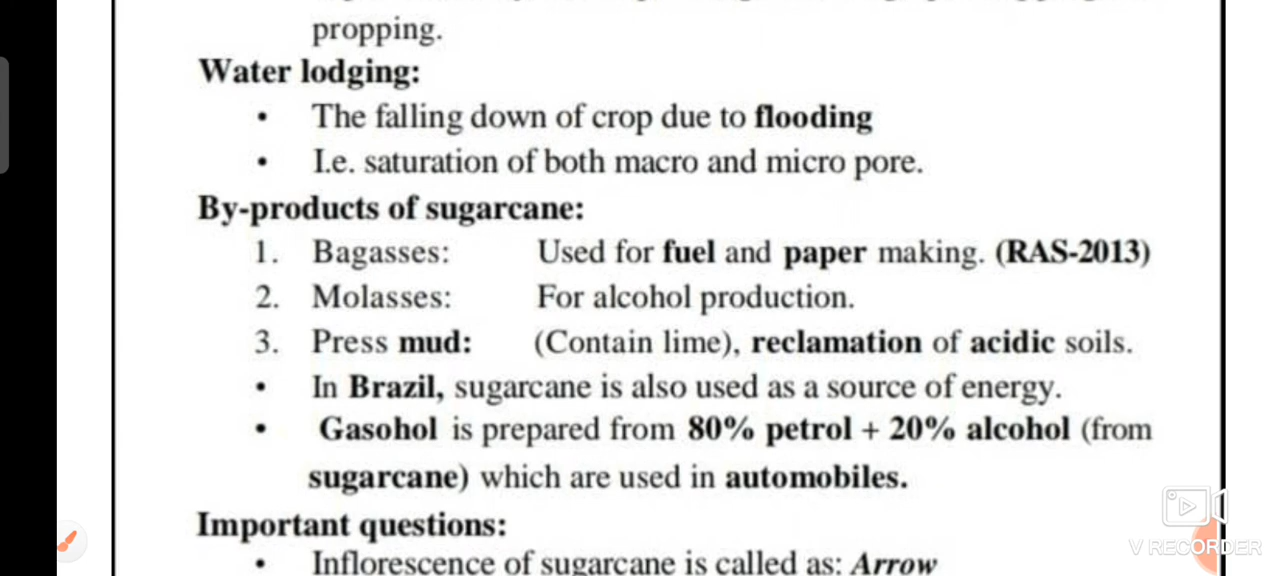 propping.
Water lodging:
• The falling down of crop due to flooding
• I.e. saturation of both macro and micro pore.
By-products of sugarcane:
1. Bagasses: Used for fuel and paper making. (RAS-2013)
2. Molasses: For alcohol production.
3. Press mud: (Contain lime), reclamation of acidic soils.
• In Brazil, sugarcane is also used as a source of energy.
• Gasohol is prepared from 80% petrol + 20% alcohol (from
sugarcane) which are used in automobiles.
Important questions:
• Inflorescence of sugarcane is called as: Arrow
V RECORDER